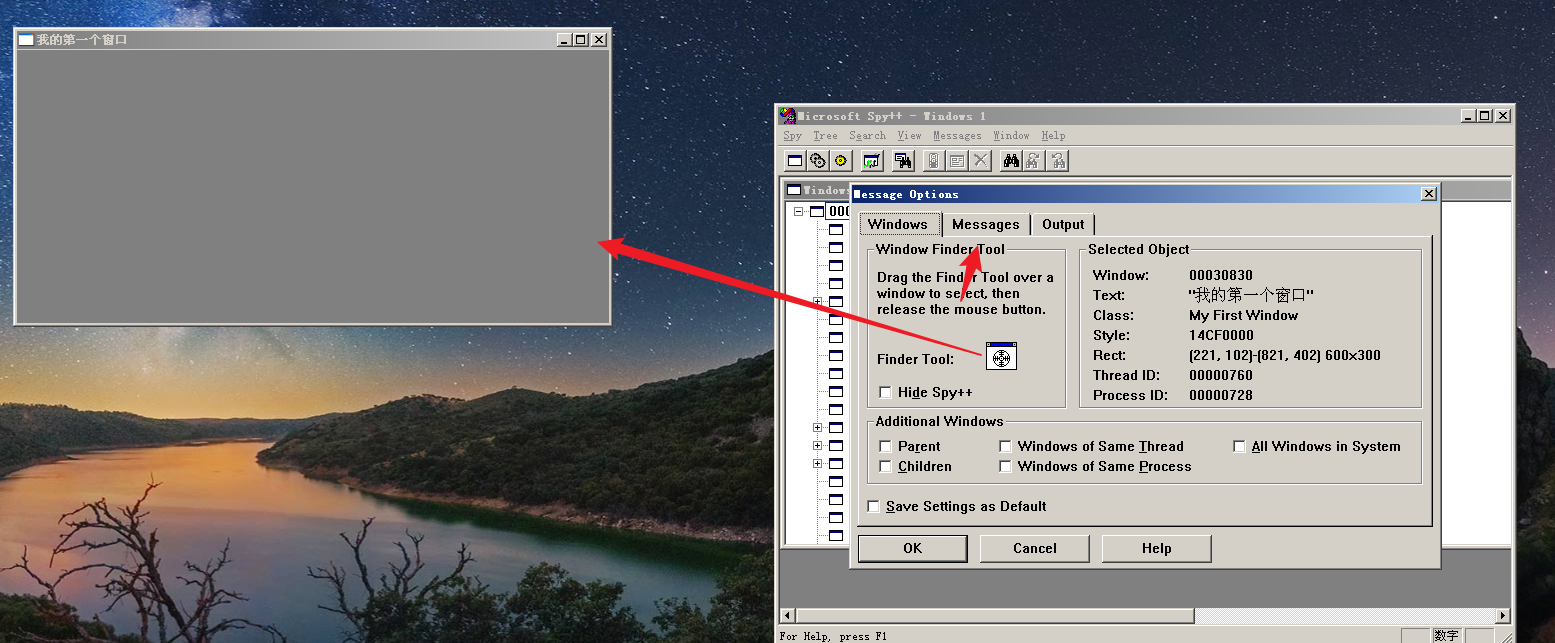 我的第一个窗口
Microsoft Spy++ - Windows 1
Spy Tree Search View Messages Window Help
Windows
Message Options
000
Windows Messages Output
Window Finder Tool
Drag the Finder Tool over a
window to select, then
release the mouse button.
Finder Tool:
Hide Spy++
Selected Object
Window: 00030830
Text: "我的第一个窗口"
Class: My First Window
Style: 14CF0000
Rect: (221, 102)-(821, 402) 600x300
Thread ID: 00000760
Process ID: 00000728
Additional Windows
Parent Windows of Same Thread All Windows in System
Children Windows of Same Process
Save Settings as Default
OK Cancel Help
For Help, press F1
数字